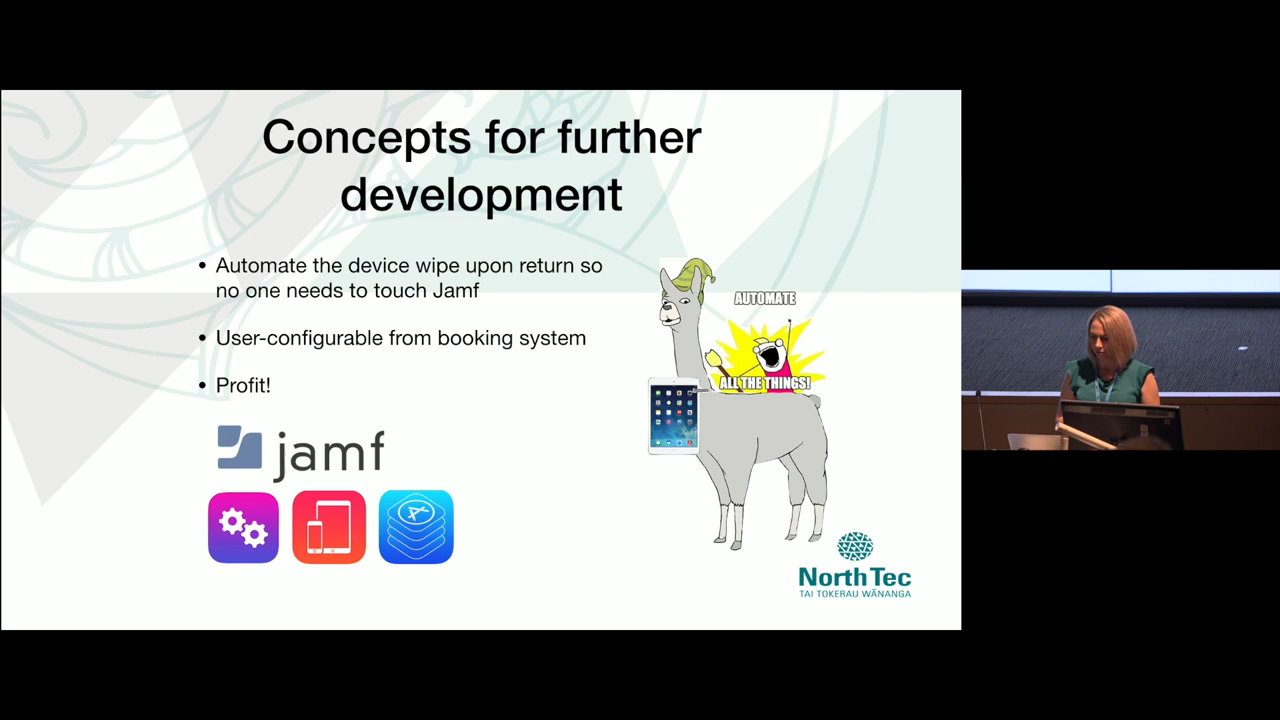 Concepts for further
development
• Automate the device wipe upon return so
no one needs to touch Jamf
• User-configurable from booking system
• Profit!
jamf
AUTOMATE
ALL THE THINGS!
NorthTec
TAI TOKERAU WĀNANGA